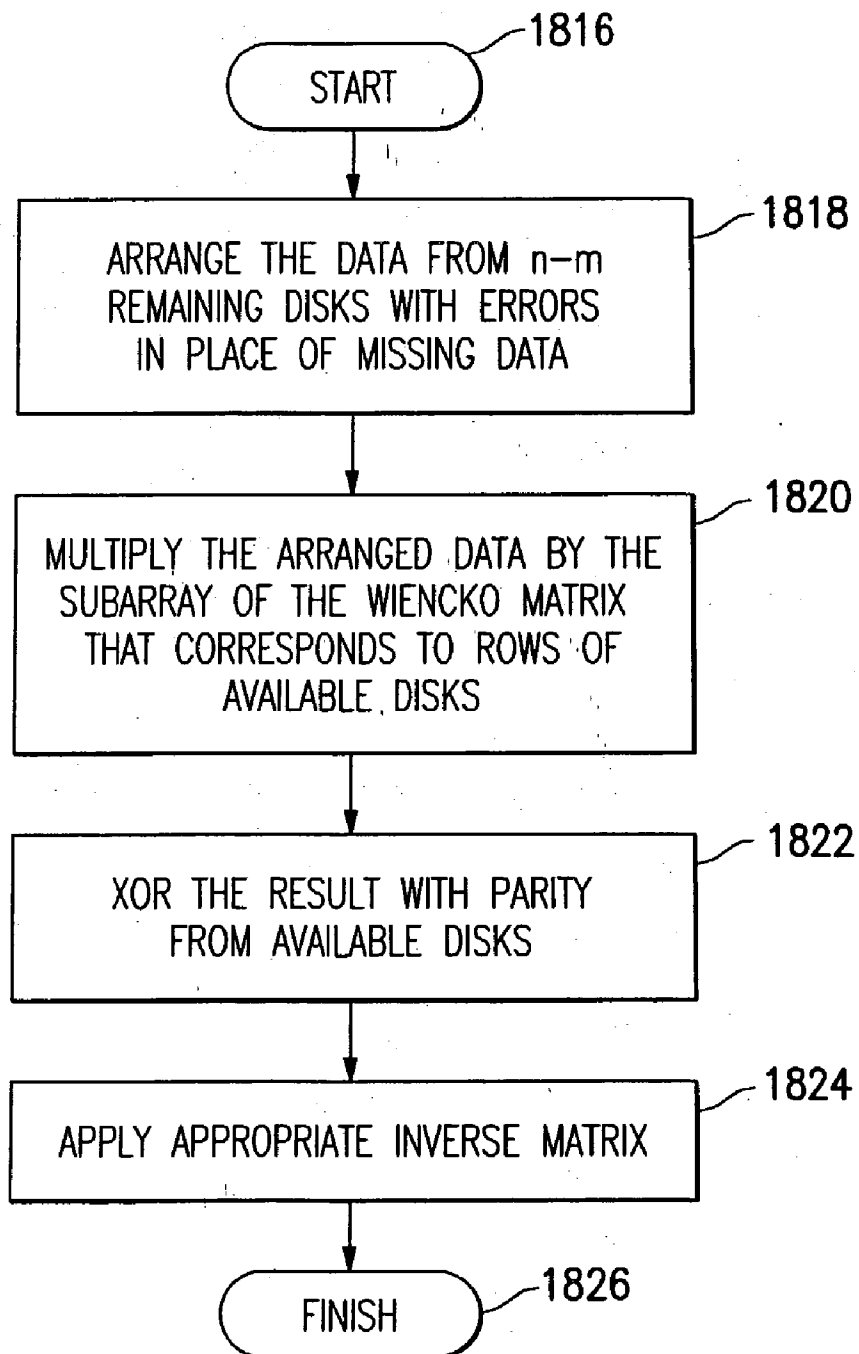 1816
START
1818
ARRANGE THE DATA FROM n-m
REMAINING DISKS WITH ERRORS
IN PLACE OF MISSING DATA
1820
MULTIPLY THE ARRANGED DATA BY THE
SUBARRAY OF THE WIENCKO MATRIX
THAT CORRESPONDS TO ROWS OF
AVAILABLE DISKS
1822
XOR THE RESULT WITH PARITY
FROM AVAILABLE DISKS
1824
APPLY APPROPRIATE INVERSE MATRIX
1826
FINISH